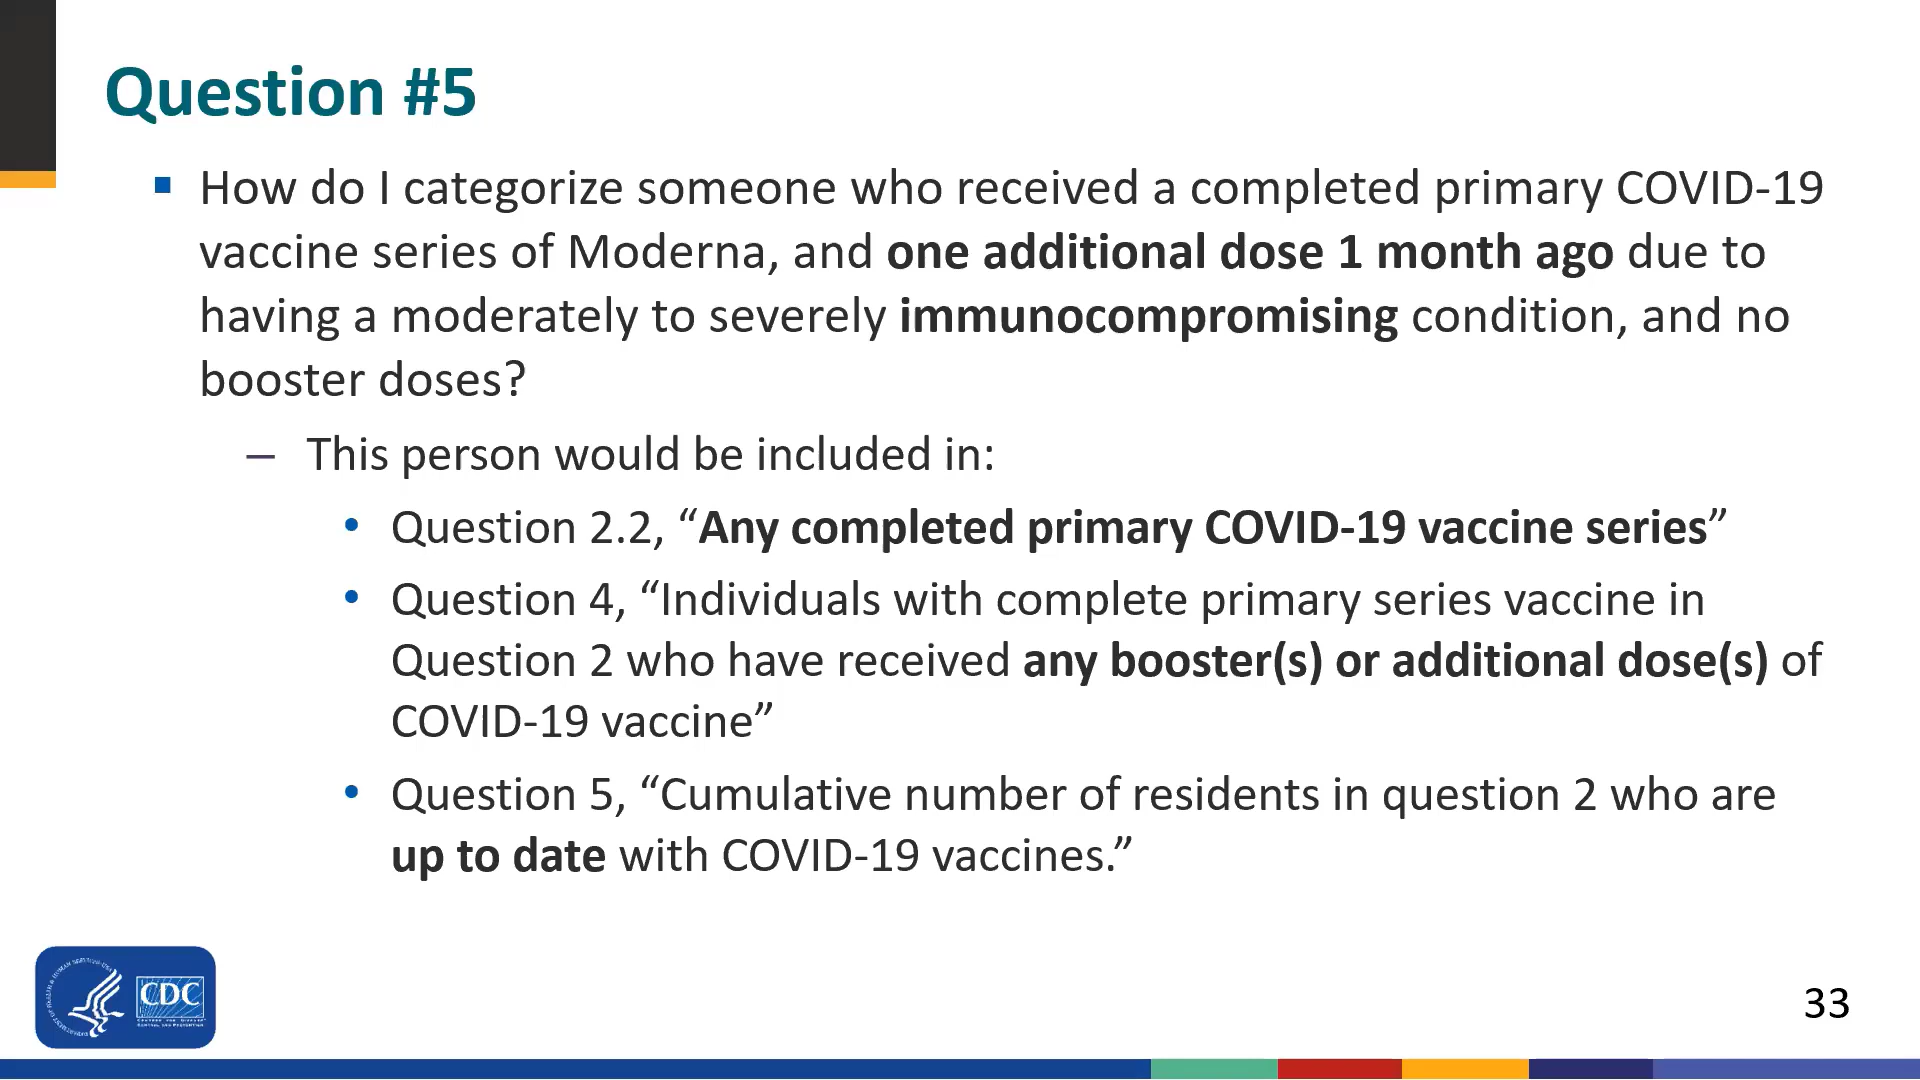 Question #5
How do I categorize someone who received a completed primary COVID-19
vaccine series of Moderna, and one additional dose 1 month ago due to
having a moderately to severely immunocompromising condition, and no
booster doses?
– This person would be included in:
• Question 2.2, “Any completed primary COVID-19 vaccine series”
• Question 4, “Individuals with complete primary series vaccine in
Question 2 who have received any booster(s) or additional dose(s) of
COVID-19 vaccine”
• Question 5, “Cumulative number of residents in question 2 who are
up to date with COVID-19 vaccines.”
CDC
33